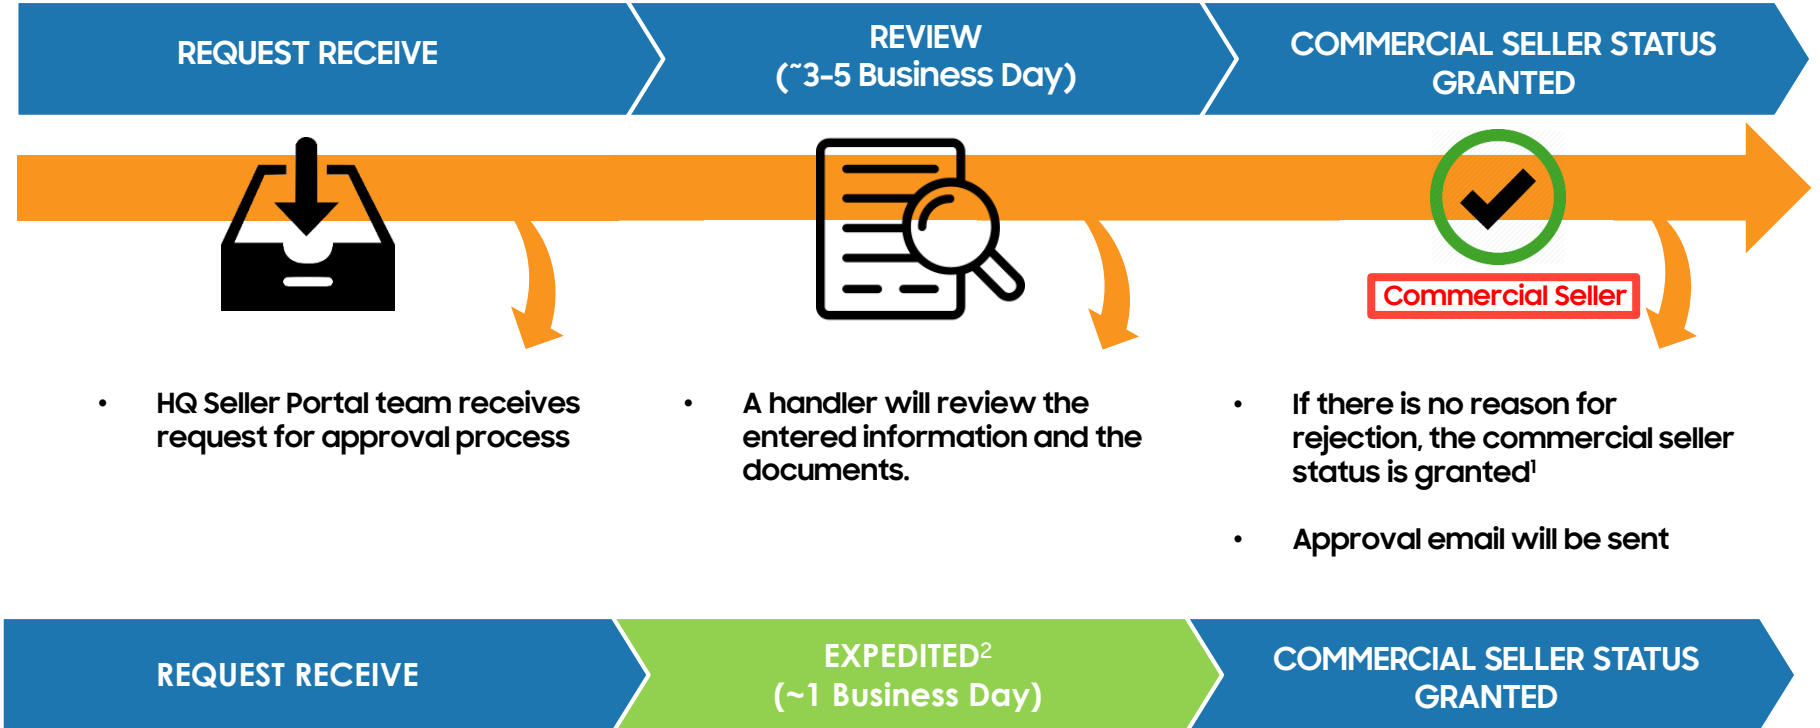 REQUEST RECEIVE
REVIEW
(~3-5 Business Day)
COMMERCIAL SELLER STATUS
GRANTED
Commercial Seller
• HQ Seller Portal team receives
request for approval process
• A handler will review the
entered information and the
documents.
• If there is no reason for
rejection, the commercial seller
status is granted¹
• Approval email will be sent
REQUEST RECEIVE
EXPEDITED²
(~1 Business Day)
COMMERCIAL SELLER STATUS
GRANTED